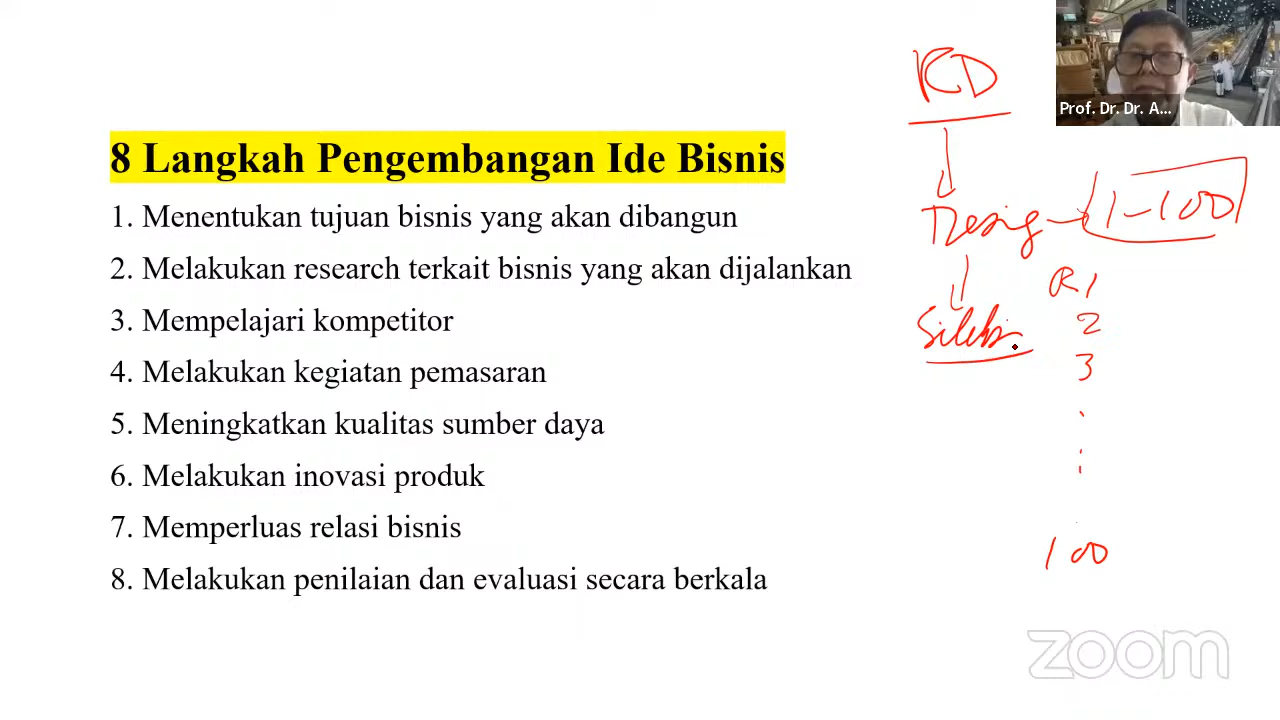 8 Langkah Pengembangan Ide Bisnis
1. Menentukan tujuan bisnis yang akan dibangun
2. Melakukan research terkait bisnis yang akan dijalankan
3. Mempelajari kompetitor
4. Melakukan kegiatan pemasaran
5. Meningkatkan kualitas sumber daya
6. Melakukan inovasi produk
7. Memperluas relasi bisnis
8. Melakukan penilaian dan evaluasi secara berkala
1-100
R1
2
3
100
Prof. Dr. Dr. A...
zoom